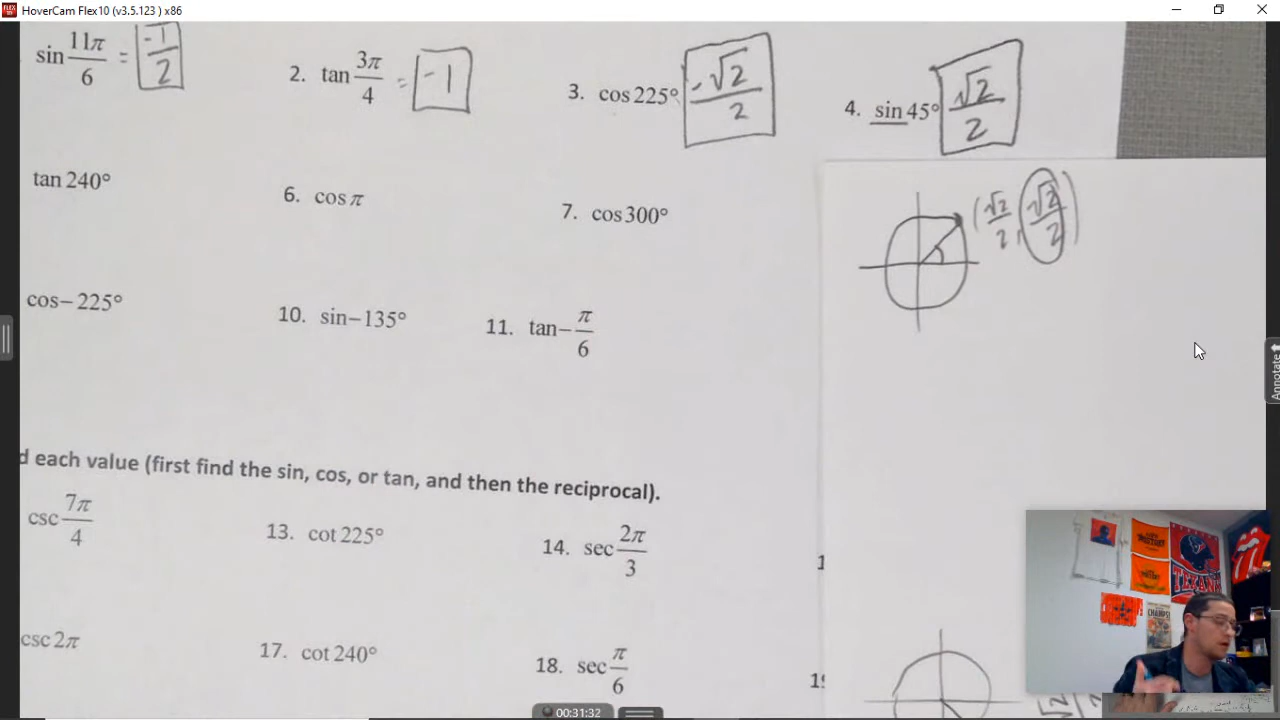 HoverCam Flex10 (v3.5.123) x86
sin 11π/6 = -1/2
2. tan 3π/4 = -1
3. cos 225° -√2/2
4. sin 45° √2/2
tan 240°
6. cos π
7. cos 300°
(√2/2, √2/2)
cos−225°
10. sin−135°
11. tan−π/6
Annotate
d each value (first find the sin, cos, or tan, and then the reciprocal).
csc 7π/4
13. cot 225°
14. sec 2π/3
1
TEXANS
csc 2π
17. cot 240°
18. sec π/6
00:31:32